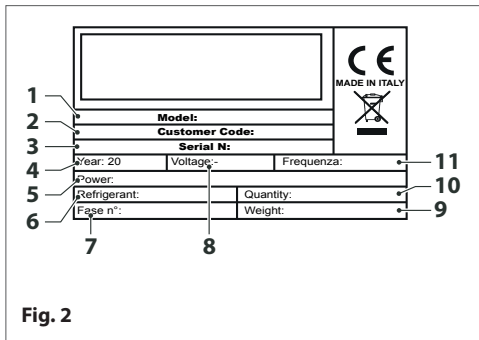 CE
MADE IN ITALY
1 Model:
2 Customer Code:
3 Serial N:
4 Year: 20 Voltage:- Frequenza: 11
5 Power:
6 Refrigerant: Quantity: 10
7 Fase n°: Weight: 9
8
Fig. 2